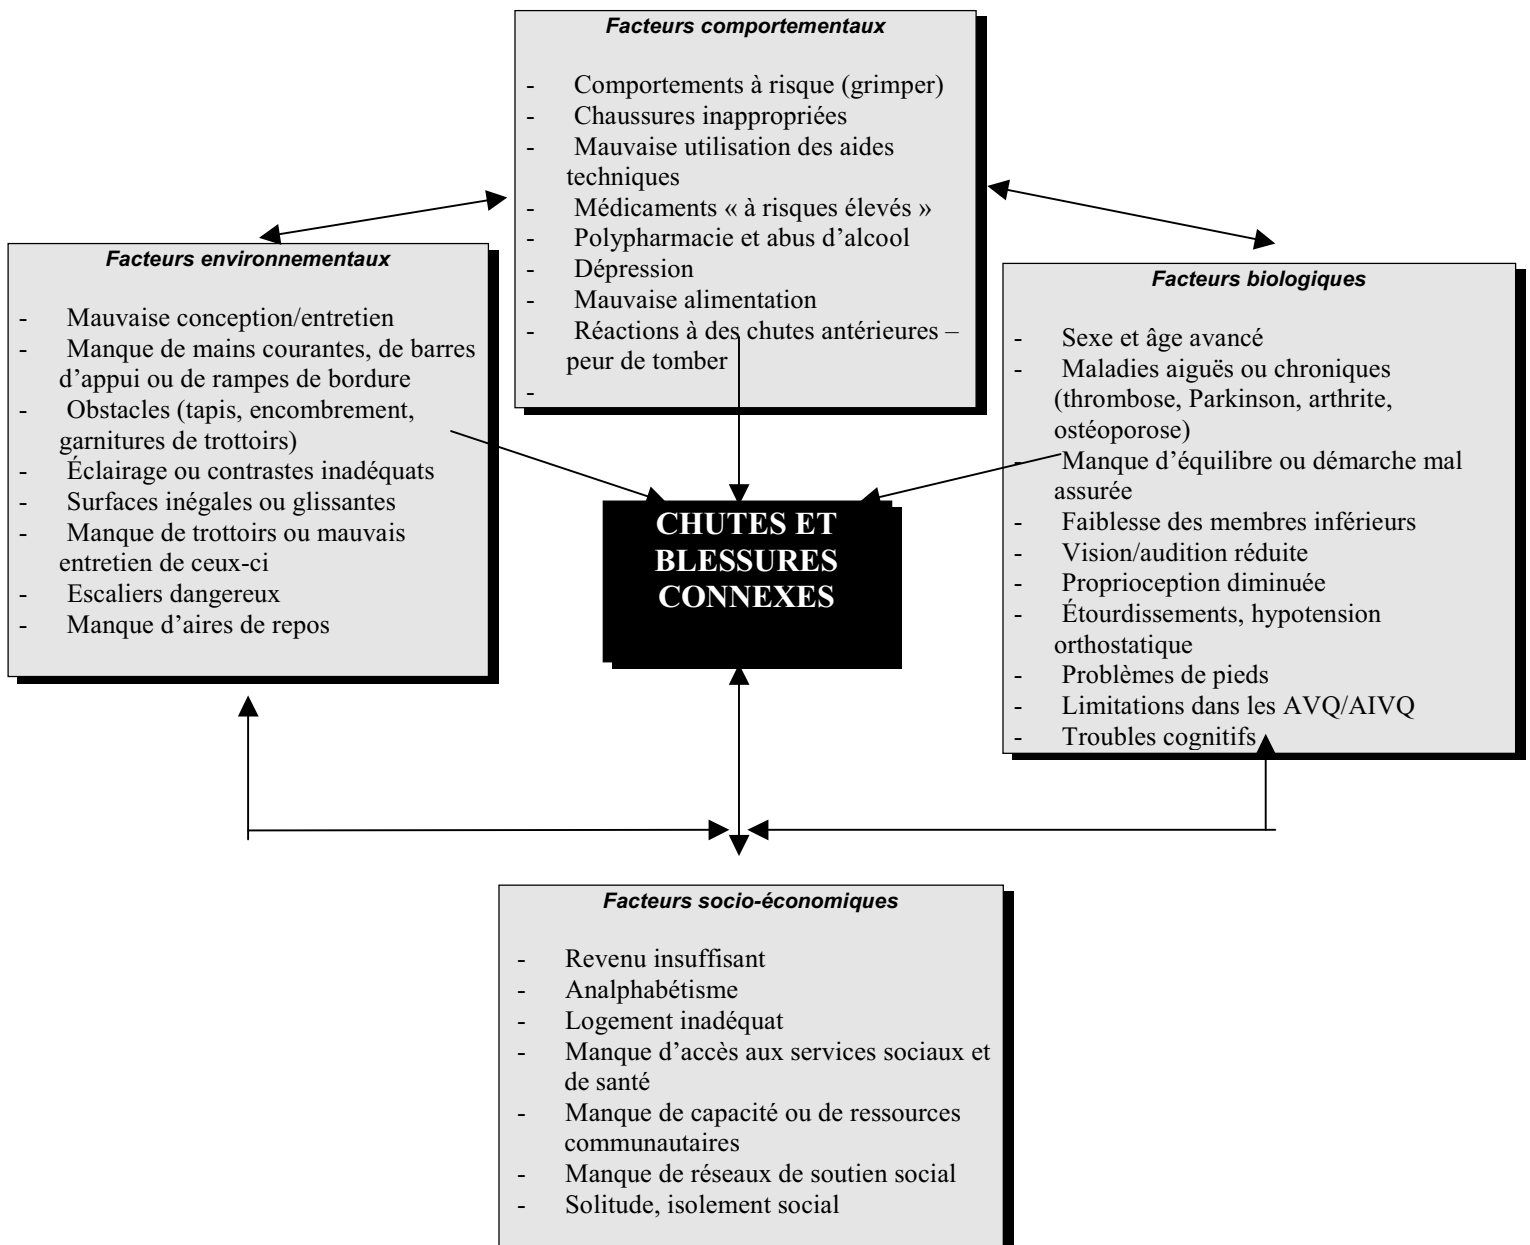 Facteurs comportementaux
- Comportements à risque (grimper)
- Chaussures inappropriées
- Mauvaise utilisation des aides
techniques
- Médicaments « à risques élevés »
- Polypharmacie et abus d’alcool
- Dépression
- Mauvaise alimentation
- Réactions à des chutes antérieures –
peur de tomber
-
Facteurs environnementaux
- Mauvaise conception/entretien
- Manque de mains courantes, de barres
d’appui ou de rampes de bordure
- Obstacles (tapis, encombrement,
garnitures de trottoirs)
- Éclairage ou contrastes inadéquats
- Surfaces inégales ou glissantes
- Manque de trottoirs ou mauvais
entretien de ceux-ci
- Escaliers dangereux
- Manque d’aires de repos
Facteurs biologiques
- Sexe et âge avancé
- Maladies aiguës ou chroniques
(thrombose, Parkinson, arthrite,
ostéoporose)
- Manque d’équilibre ou démarche mal
assurée
- Faiblesse des membres inférieurs
- Vision/audition réduite
- Proprioception diminuée
- Étourdissements, hypotension
orthostatique
- Problèmes de pieds
- Limitations dans les AVQ/AIVQ
- Troubles cognitifs
CHUTES ET
BLESSURES
CONNEXES
Facteurs socio-économiques
- Revenu insuffisant
- Analphabétisme
- Logement inadéquat
- Manque d’accès aux services sociaux et
de santé
- Manque de capacité ou de ressources
communautaires
- Manque de réseaux de soutien social
- Solitude, isolement social